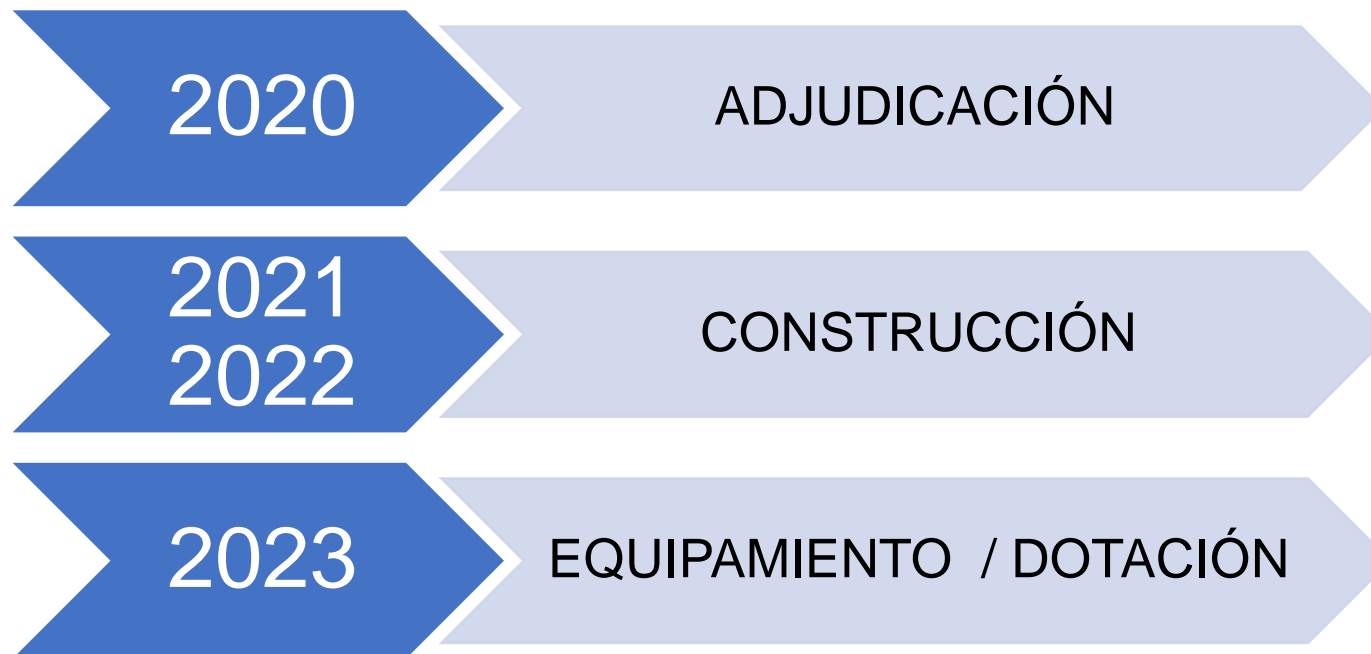 2020
ADJUDICACIÓN
2021
2022
CONSTRUCCIÓN
2023
EQUIPAMIENTO / DOTACIÓN